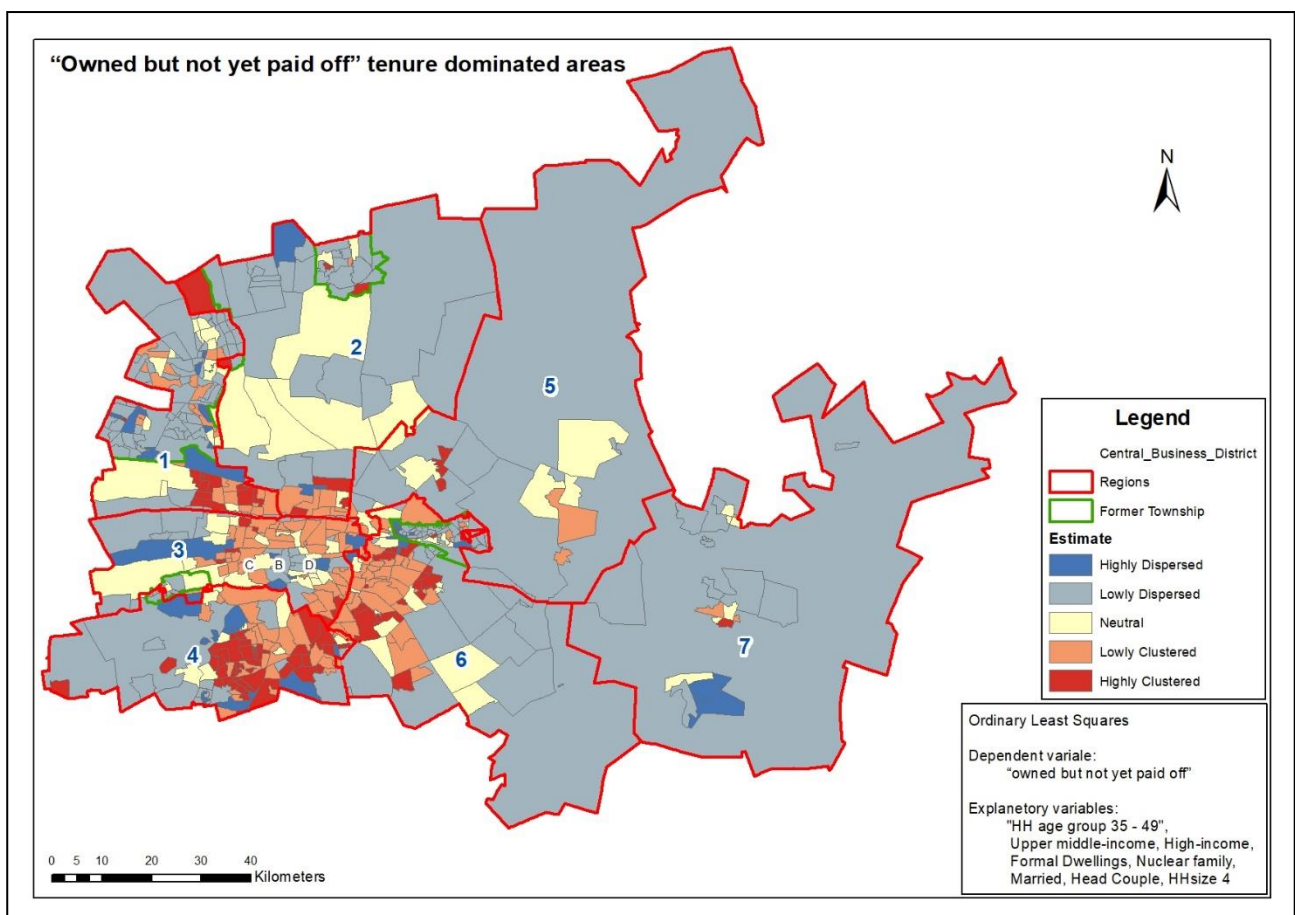 “Owned but not yet paid off” tenure dominated areas
N
2
5
1
3
C B D
4
6
7
Legend
Central_Business_District
Regions
Former Township
Estimate
Highly Dispersed
Lowly Dispersed
Neutral
Lowly Clustered
Highly Clustered
Ordinary Least Squares
Dependent variale:
"owned but not yet paid off"
Explanetory variables:
"HH age group 35 - 49",
Upper middle-income, High-income,
Formal Dwellings, Nuclear family,
Married, Head Couple, HHsize 4
0 5 10 20 30 40
Kilometers